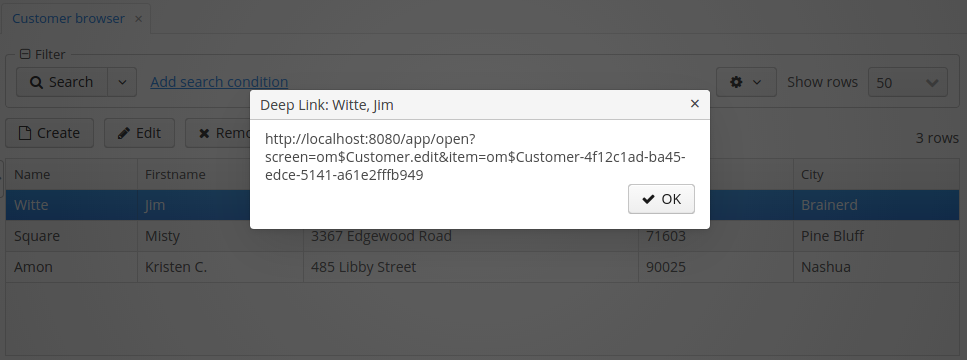 Customer browser ×
Filter
Search Add search condition Show rows 50
Deep Link: Witte, Jim ×
http://localhost:8080/app/open?
screen=om$Customer.edit&item=om$Customer-4f12c1ad-ba45-
edce-5141-a61e2fffb949
OK
Create Edit 3 rows
Name Firstname City
Witte Jim Brainerd
Square Misty 3367 Edgewood Road 71603 Pine Bluff
Amon Kristen C. 485 Libby Street 90025 Nashua